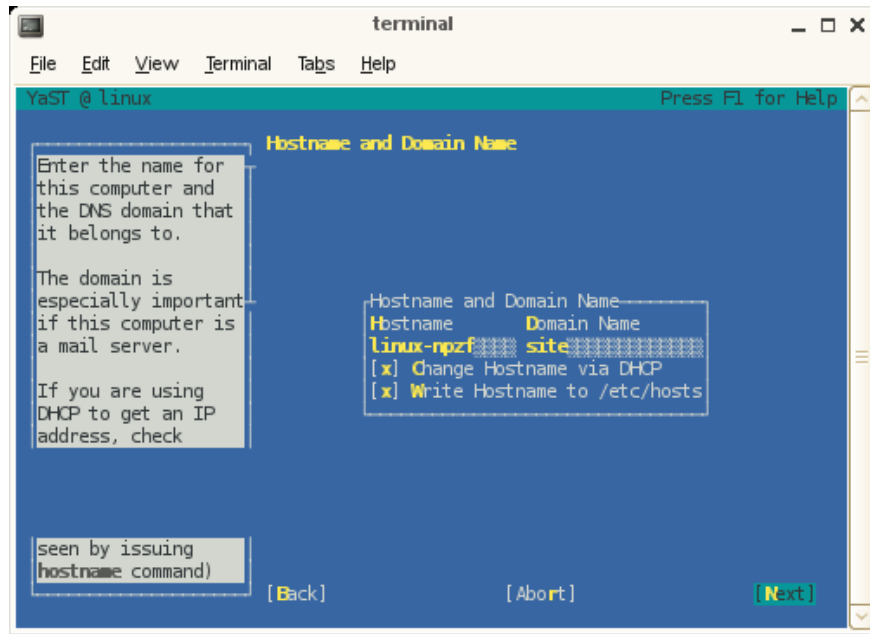 terminal
File Edit View Terminal Tabs Help
YaST @ linux Press F1 for Help
Hostname and Domain Name
Enter the name for
this computer and
the DNS domain that
it belongs to.
The domain is
especially important
if this computer is
a mail server.
If you are using
DHCP to get an IP
address, check
seen by issuing
hostname command)
Hostname and Domain Name
Hostname Domain Name
linux-npzf site
[x] Change Hostname via DHCP
[x] Write Hostname to /etc/hosts
[Back] [Abort] [Next]